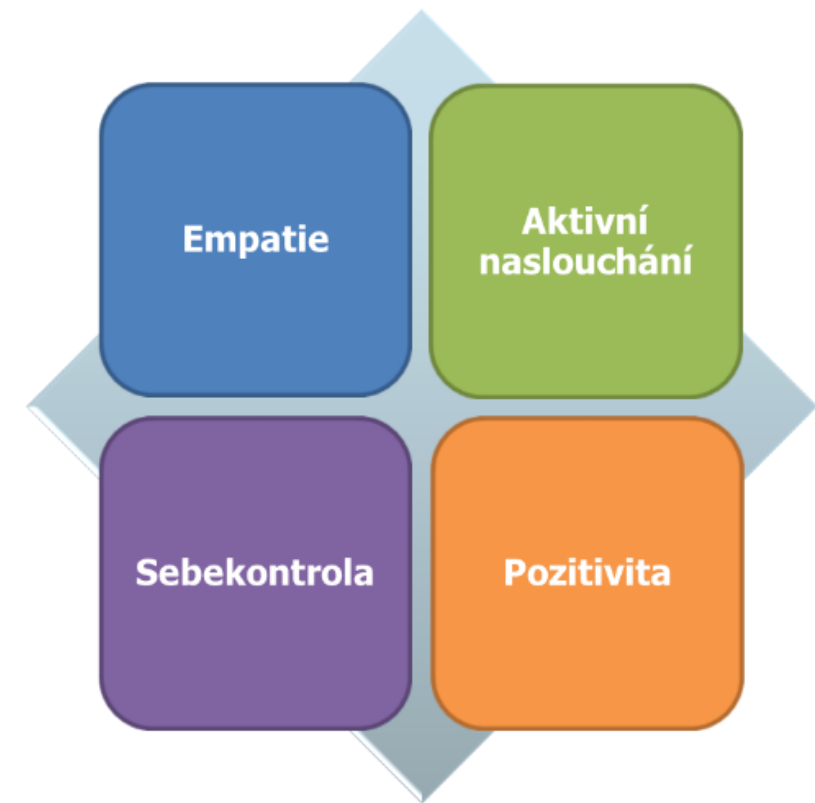 Empatie
Aktivní
naslouchání
Sebekontrola
Pozitivita